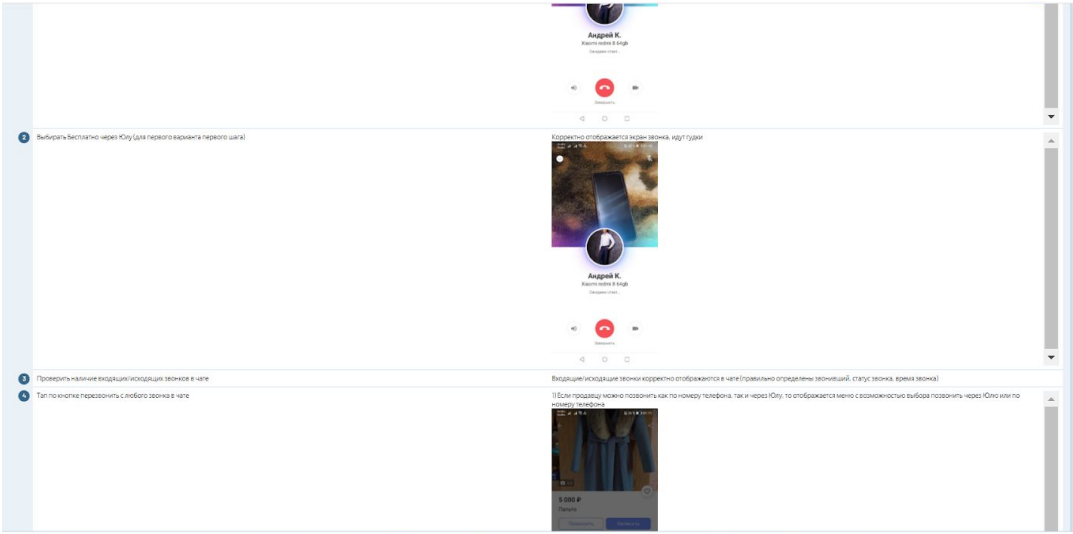 Андрей К.
Xiaomi redmi 8 64gB
Завершить
2
Выбирать Бесплатно через Юлу (для первого варианта первого шага)
Корректно отображается экран звонка, идут гудки
Андрей К.
Xiaomi redmi 8 64gB
Завершить
3
Проверить наличие входящих/исходящих звонков в чате
Входящие/исходящие звонки корректно отображаются в чате (правильно определены звонивший, статус звонка, время звонка)
4
Тап по кнопке перезвонить с любого звонка в чате
1) Если продавцу можно позвонить как по номеру телефона, так и через Юлу, то отображается меню с возможностью выбора позвонить через Юлю или по
номеру телефона
5 000 ₽
Пальто